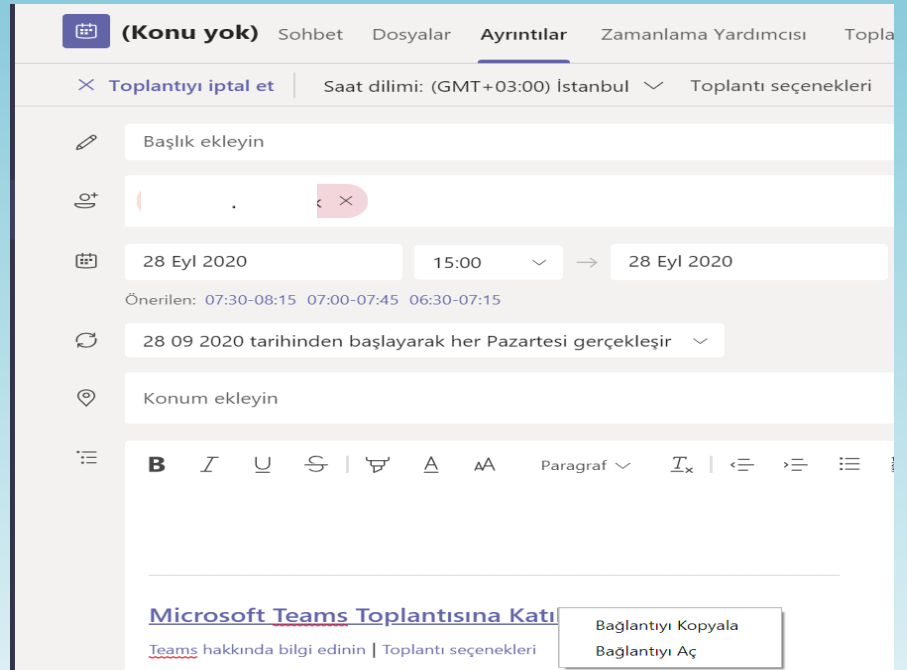 (Konu yok) Sohbet Dosyalar Ayrıntılar Zamanlama Yardımcısı
Toplantıyı iptal et Saat dilimi: (GMT+03:00) İstanbul Toplantı seçenekleri
Başlık ekleyin
28 Eyl 2020 15:00 → 28 Eyl 2020
Önerilen: 07:30-08:15 07:00-07:45 06:30-07:15
28 09 2020 tarihinden başlayarak her Pazartesi gerçekleşir
Konum ekleyin
B I U S A AA Paragraf Tx
Microsoft Teams Toplantısına
Bağlantıyı Kopyala
Teams hakkında bilgi edinin | Toplantı seçenekleri
Bağlantıyı Aç